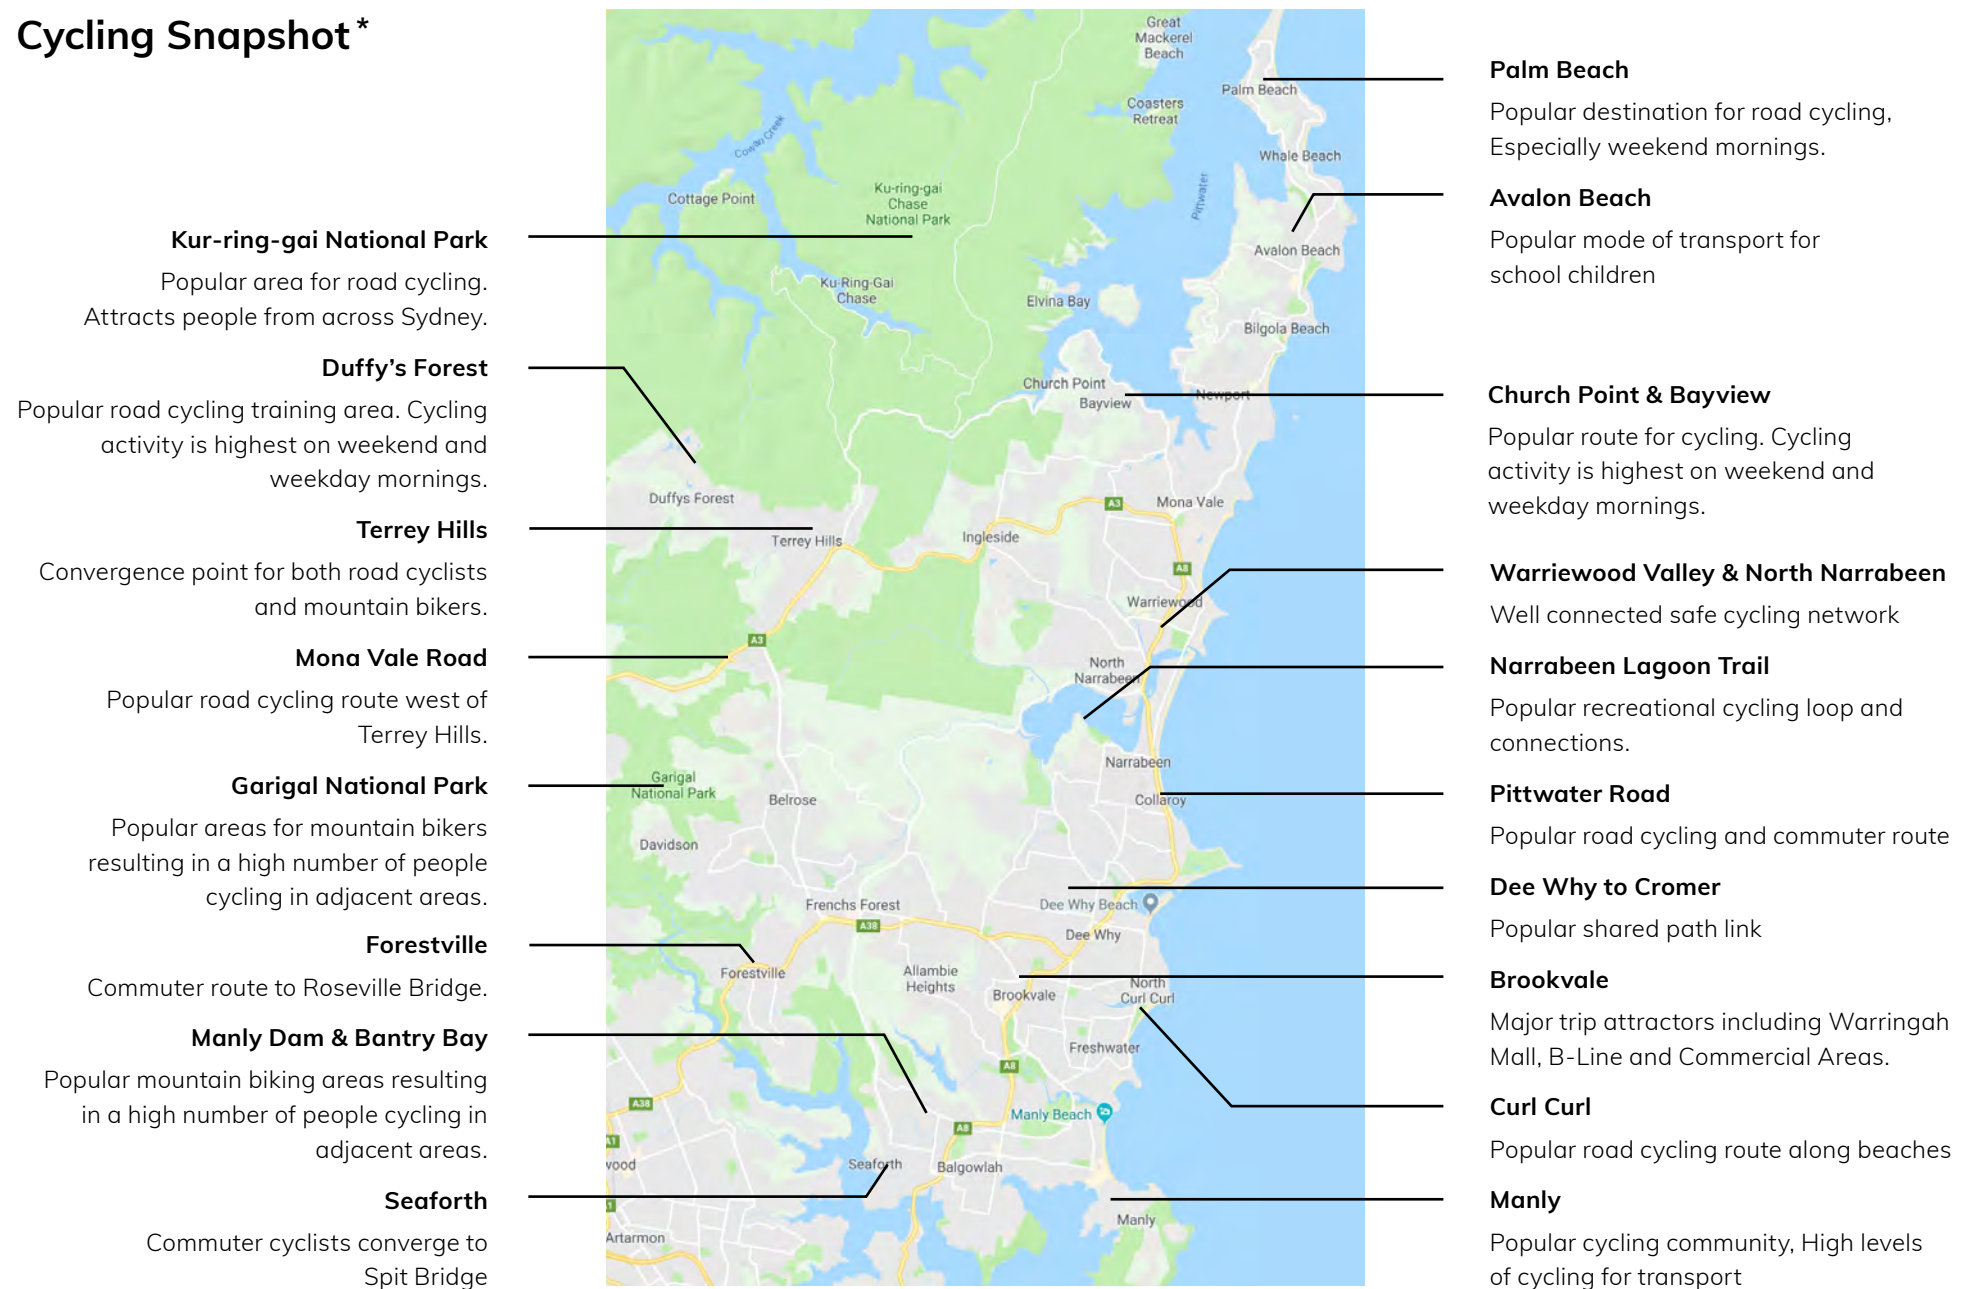 Cycling Snapshot*
Kur-ring-gai National Park
Popular area for road cycling.
Attracts people from across Sydney.
Duffy’s Forest
Popular road cycling training area. Cycling
activity is highest on weekend and
weekday mornings.
Terrey Hills
Convergence point for both road cyclists
and mountain bikers.
Mona Vale Road
Popular road cycling route west of
Terrey Hills.
Garigal National Park
Popular areas for mountain bikers
resulting in a high number of people
cycling in adjacent areas.
Forestville
Commuter route to Roseville Bridge.
Manly Dam & Bantry Bay
Popular mountain biking areas resulting
in a high number of people cycling in
adjacent areas.
Seaforth
Commuter cyclists converge to
Spit Bridge
Great
Mackerel
Beach
Palm Beach
Coasters
Retreat
Cowan Creek
Whale Beach
Cottage Point
Ku-ring-gai
Chase
National Park
Pittwater
Avalon Beach
Ku-Ring-Gai
Chase
Elvina Bay
Bilgola Beach
Church Point
Bayview
Newport
Duffys Forest
A3
Mona Vale
Terrey Hills
Ingleside
A8
Warriewood
A3
North
Narrabeen
Narrabeen
Garigal
National Park
Belrose
Collaroy
Davidson
Frenchs Forest
Dee Why Beach
A38
Dee Why
Forestville
Allambie
Heights
Brookvale
North
Curl Curl
Freshwater
A8
A38
Manly Beach
A8
A1
wood
Seaforth
Balgowlah
Manly
Artarmon
Palm Beach
Popular destination for road cycling,
Especially weekend mornings.
Avalon Beach
Popular mode of transport for
school children
Church Point & Bayview
Popular route for cycling. Cycling
activity is highest on weekend and
weekday mornings.
Warriewood Valley & North Narrabeen
Well connected safe cycling network
Narrabeen Lagoon Trail
Popular recreational cycling loop and
connections.
Pittwater Road
Popular road cycling and commuter route
Dee Why to Cromer
Popular shared path link
Brookvale
Major trip attractors including Warringah
Mall, B-Line and Commercial Areas.
Curl Curl
Popular road cycling route along beaches
Manly
Popular cycling community, High levels
of cycling for transport